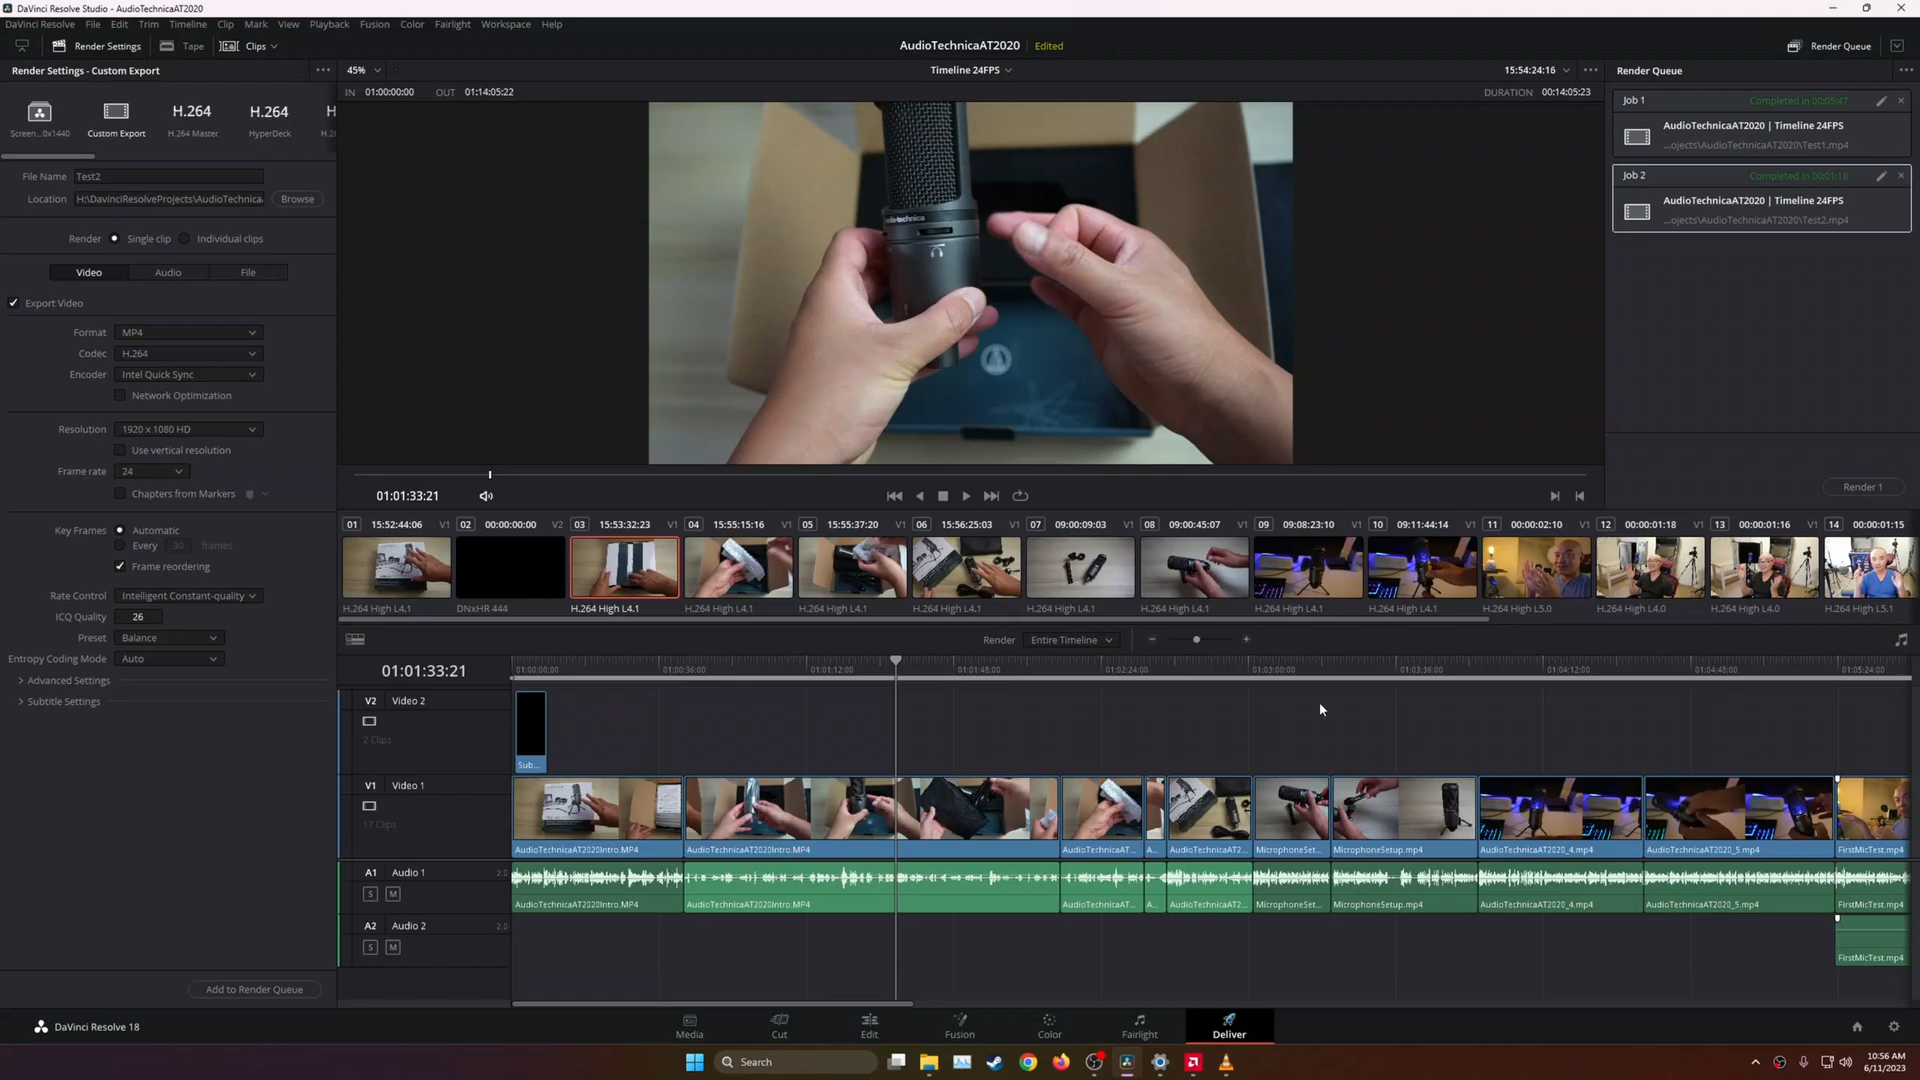 DaVinci Resolve Studio - AudioTechnicaAT2020
DaVinci Resolve File Edit Trim Timeline Clip Mark View Playback Fusion Color Fairlight Workspace Help
Render Settings Tape Clips AudioTechnicaAT2020 Edited Render Queue
Render Settings - Custom Export 45% Timeline 24FPS 15:54:24:16 Render Queue
IN 01:00:00:00 OUT 01:14:05:22 DURATION 00:14:05:23
H.264 H.264
Screen...0x1440 Custom Export H.264 Master HyperDeck
Job 1 Completed in 00:05:47
AudioTechnicaAT2020 | Timeline 24FPS
...ojects\AudioTechnicaAT2020\Test1.mp4
Job 2 Completed in 00:01:18
AudioTechnicaAT2020 | Timeline 24FPS
...ojects\AudioTechnicaAT2020\Test2.mp4
File Name Test2
Location H:\DavinciResolveProjects\AudioTechnica Browse
Render Single clip Individual clips
Video Audio File
Export Video
Format MP4
Codec H.264
Encoder Intel Quick Sync
Network Optimization
Resolution 1920 x 1080 HD
Use vertical resolution
Frame rate 24
Chapters from Markers
Key Frames Automatic
Every 30 frames
Frame reordering
Rate Control Intelligent Constant-quality
ICQ Quality 26
Preset Balance
Entropy Coding Mode Auto
Advanced Settings
Subtitle Settings
Add to Render Queue
audio-technica
01:01:33:21
Render 1
01 15:52:44:06 V1 02 00:00:00:00 V2 03 15:53:32:23 V1 04 15:55:15:16 V1 05 15:55:37:20 V1 06 15:56:25:03 V1 07 09:00:09:03 V1 08 09:00:45:07 V1 09 09:08:23:10 V1 10 09:11:44:14 V1 11 00:00:02:10 V1 12 00:00:01:18 V1 13 00:00:01:16 V1 14 00:00:01:15
H.264 High L4.1 DNxHR 444 H.264 High L4.1 H.264 High L4.1 H.264 High L4.1 H.264 High L4.1 H.264 High L4.1 H.264 High L4.1 H.264 High L4.1 H.264 High L4.1 H.264 High L5.0 H.264 High L4.0 H.264 High L4.0 H.264 High L5.1
Render Entire Timeline
01:01:33:21 01:00:00:00 01:00:36:00 01:01:12:00 01:01:48:00 01:02:24:00 01:03:00:00 01:03:36:00 01:04:12:00 01:04:48:00 01:05:24:00
V2 Video 2
2 Clips
Sub...
V1 Video 1
17 Clips
AudioTechnicaAT2020Intro.MP4 AudioTechnicaAT2020Intro.MP4 AudioTechnicaAT... A... AudioTechnicaAT2... MicrophoneSet... MicrophoneSetup.mp4 AudioTechnicaAT2020_4.mp4 AudioTechnicaAT2020_5.mp4 FirstMicTest.mp4
A1 Audio 1 2.0
S M
AudioTechnicaAT2020Intro.MP4 AudioTechnicaAT2020Intro.MP4 AudioTechnicaAT... A... AudioTechnicaAT2... MicrophoneSet... MicrophoneSetup.mp4 AudioTechnicaAT2020_4.mp4 AudioTechnicaAT2020_5.mp4 FirstMicTest.mp4
A2 Audio 2 2.0
S M
FirstMicTest.mp4
DaVinci Resolve 18 Media Cut Edit Fusion Color Fairlight Deliver
Search
10:56 AM
6/11/2023